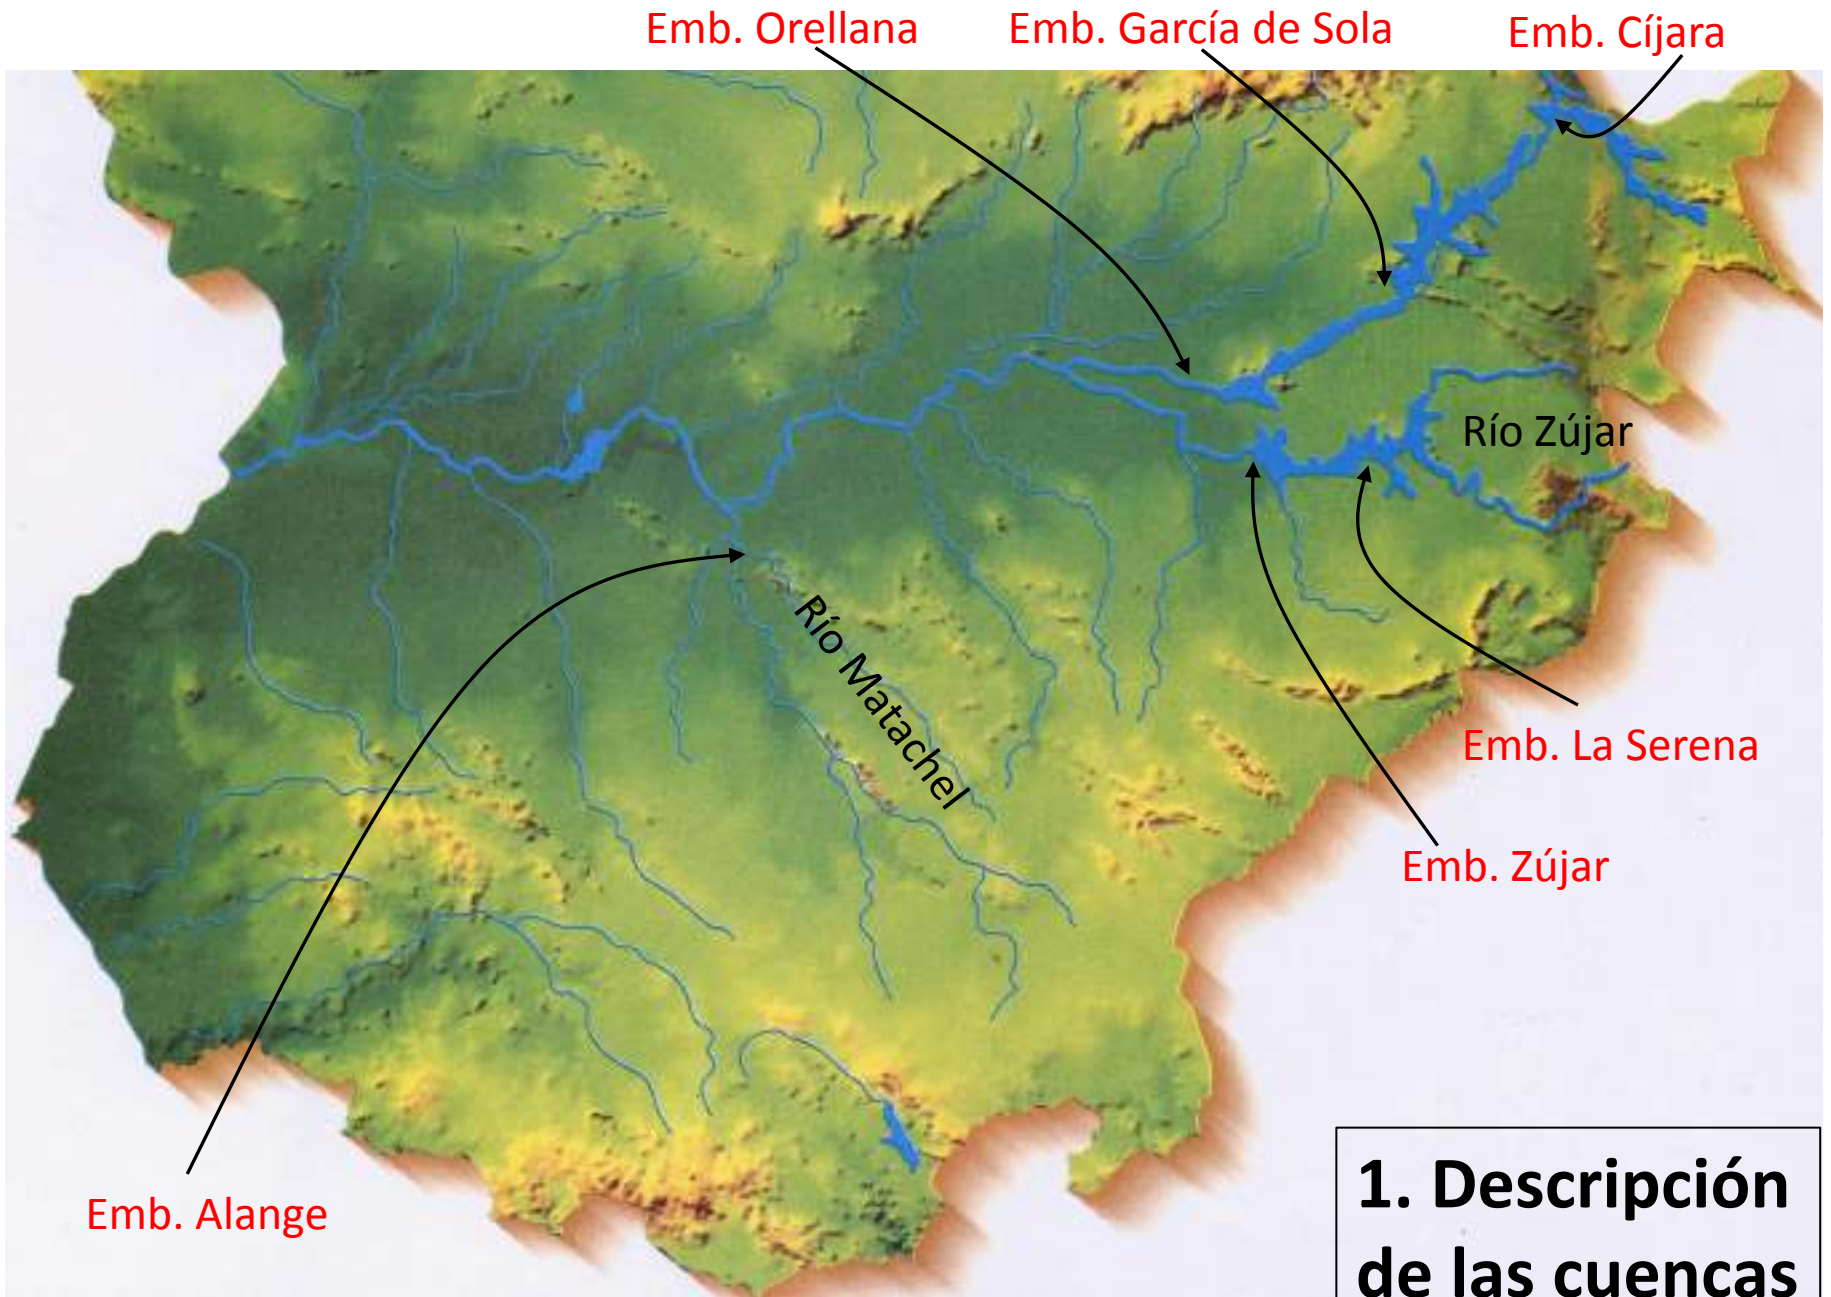 Emb. Orellana
Emb. García de Sola
Emb. Cíjara
Río Zújar
Río Matachel
Emb. La Serena
Emb. Zújar
Emb. Alange
1. Descripción
de las cuencas